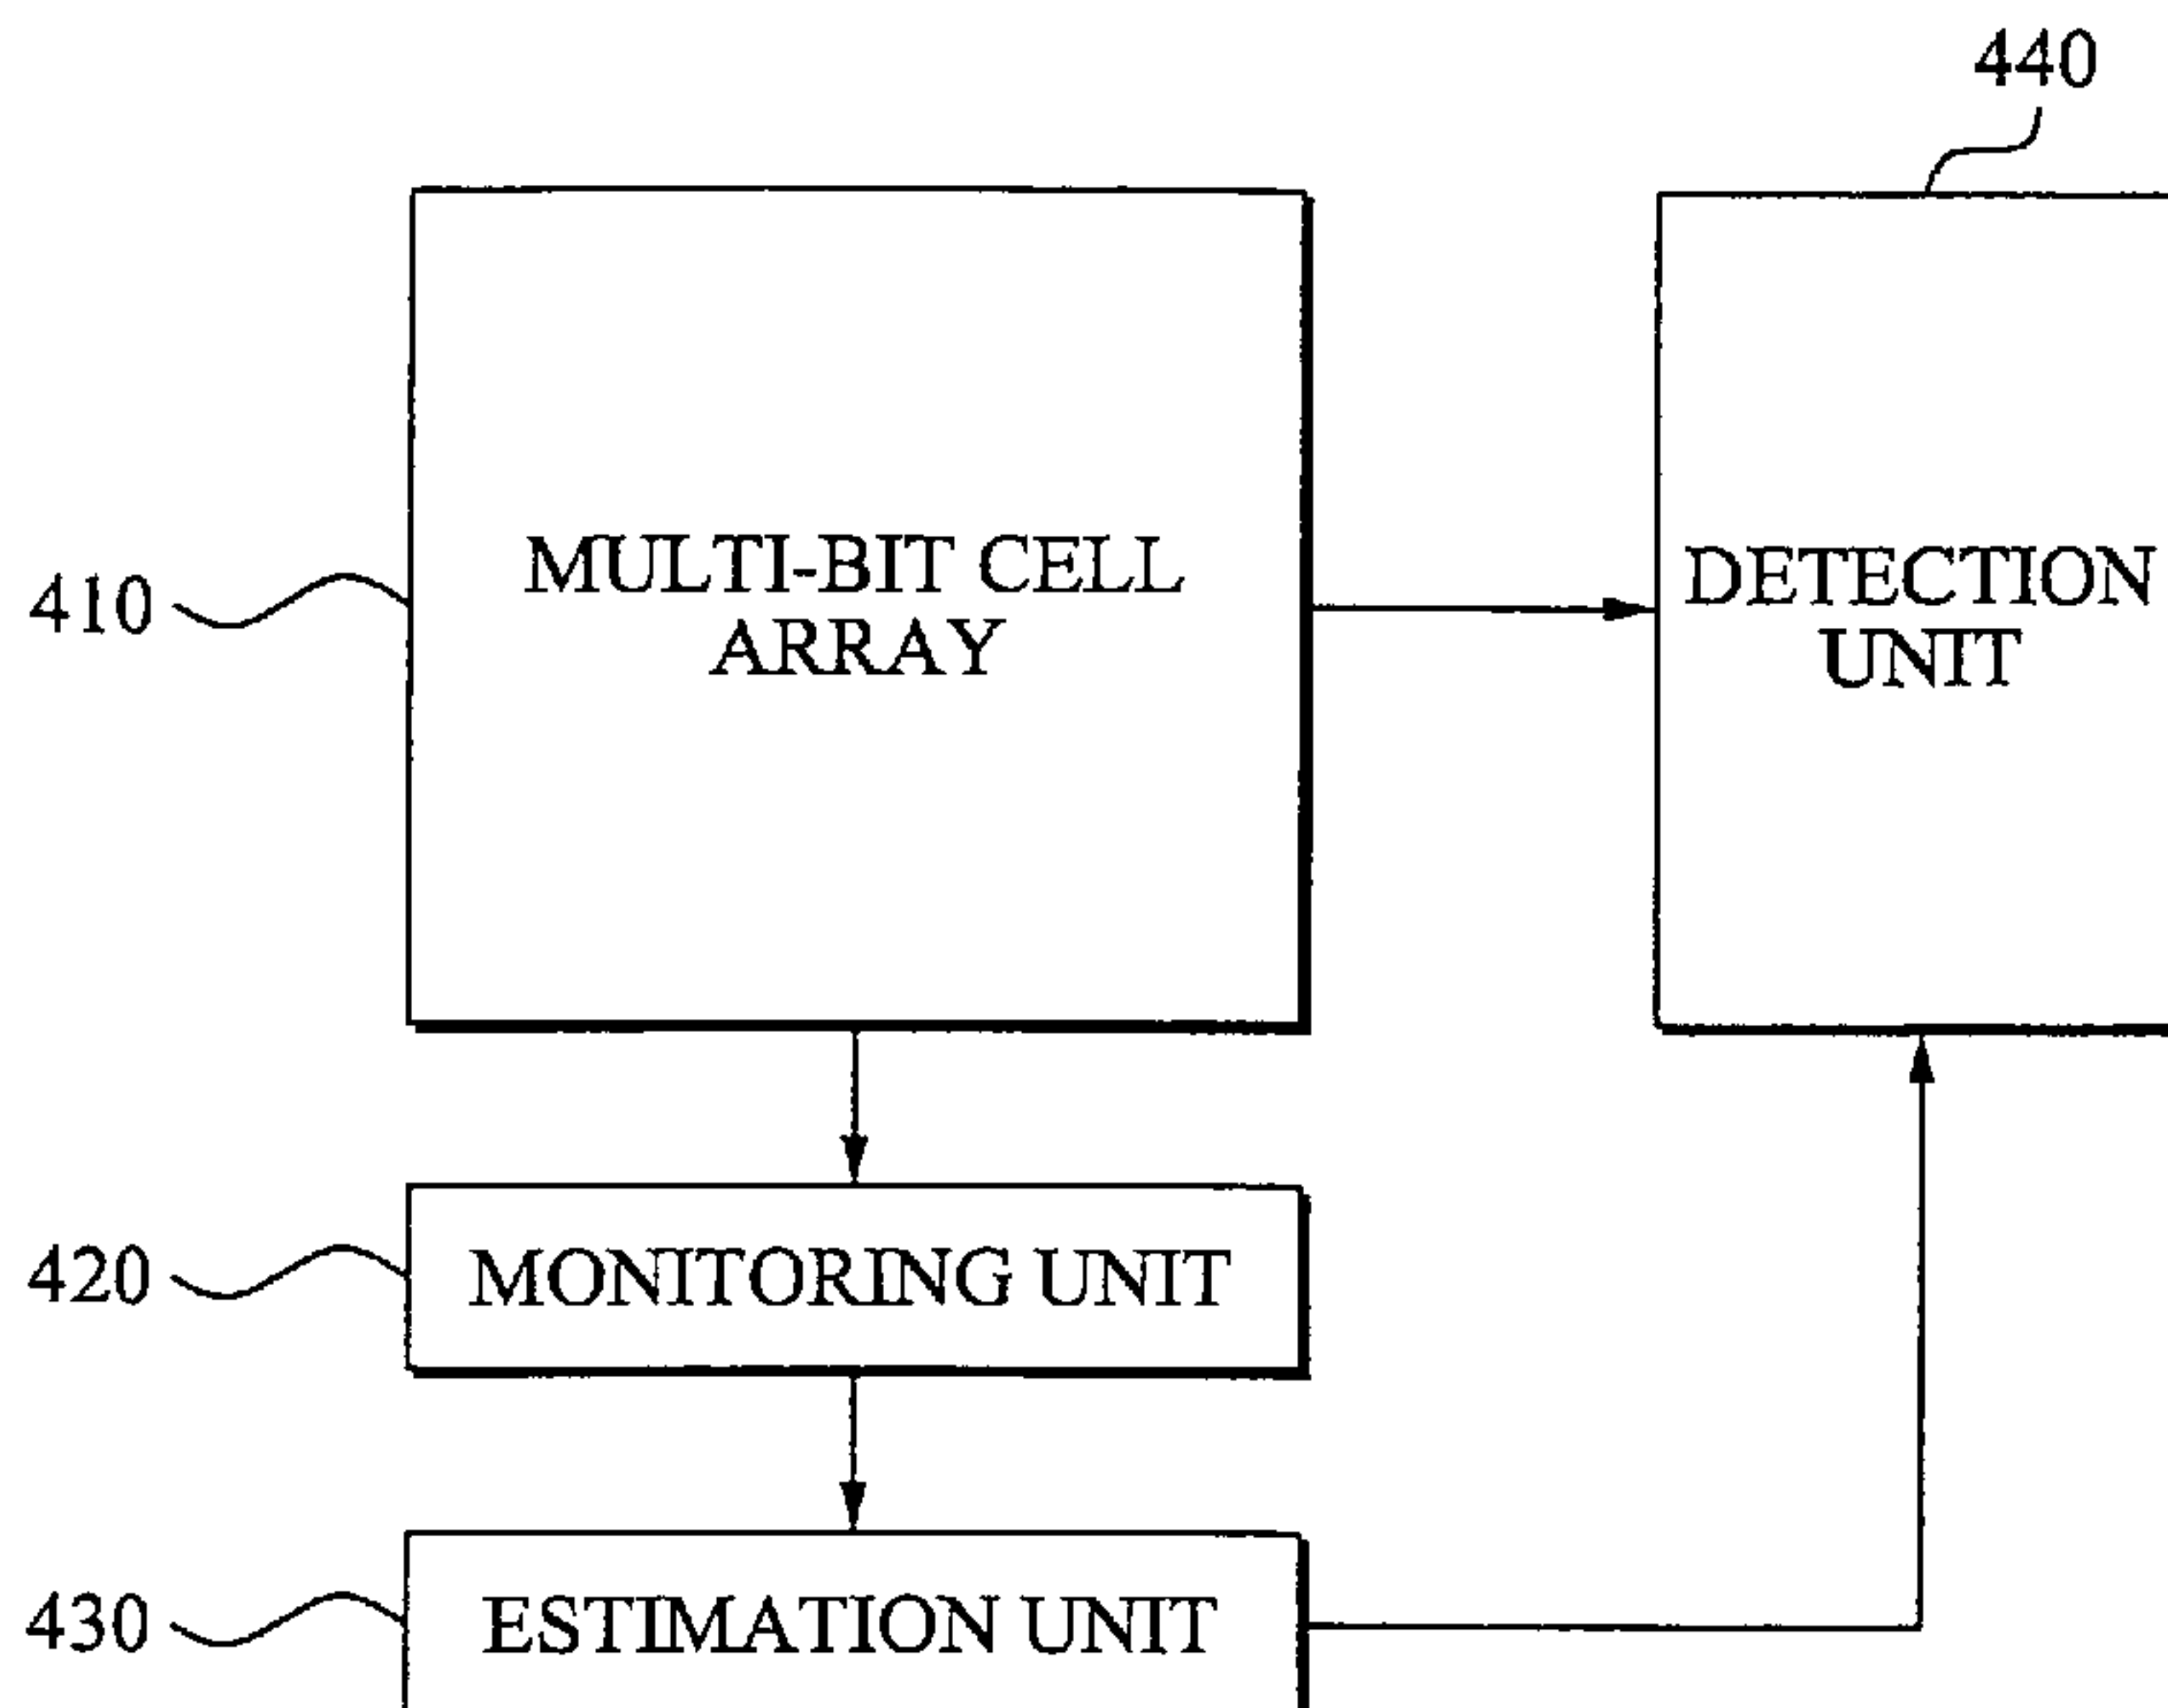 440
410
MULTI-BIT CELL
ARRAY
DETECTION
UNIT
420
MONITORING UNIT
430
ESTIMATION UNIT